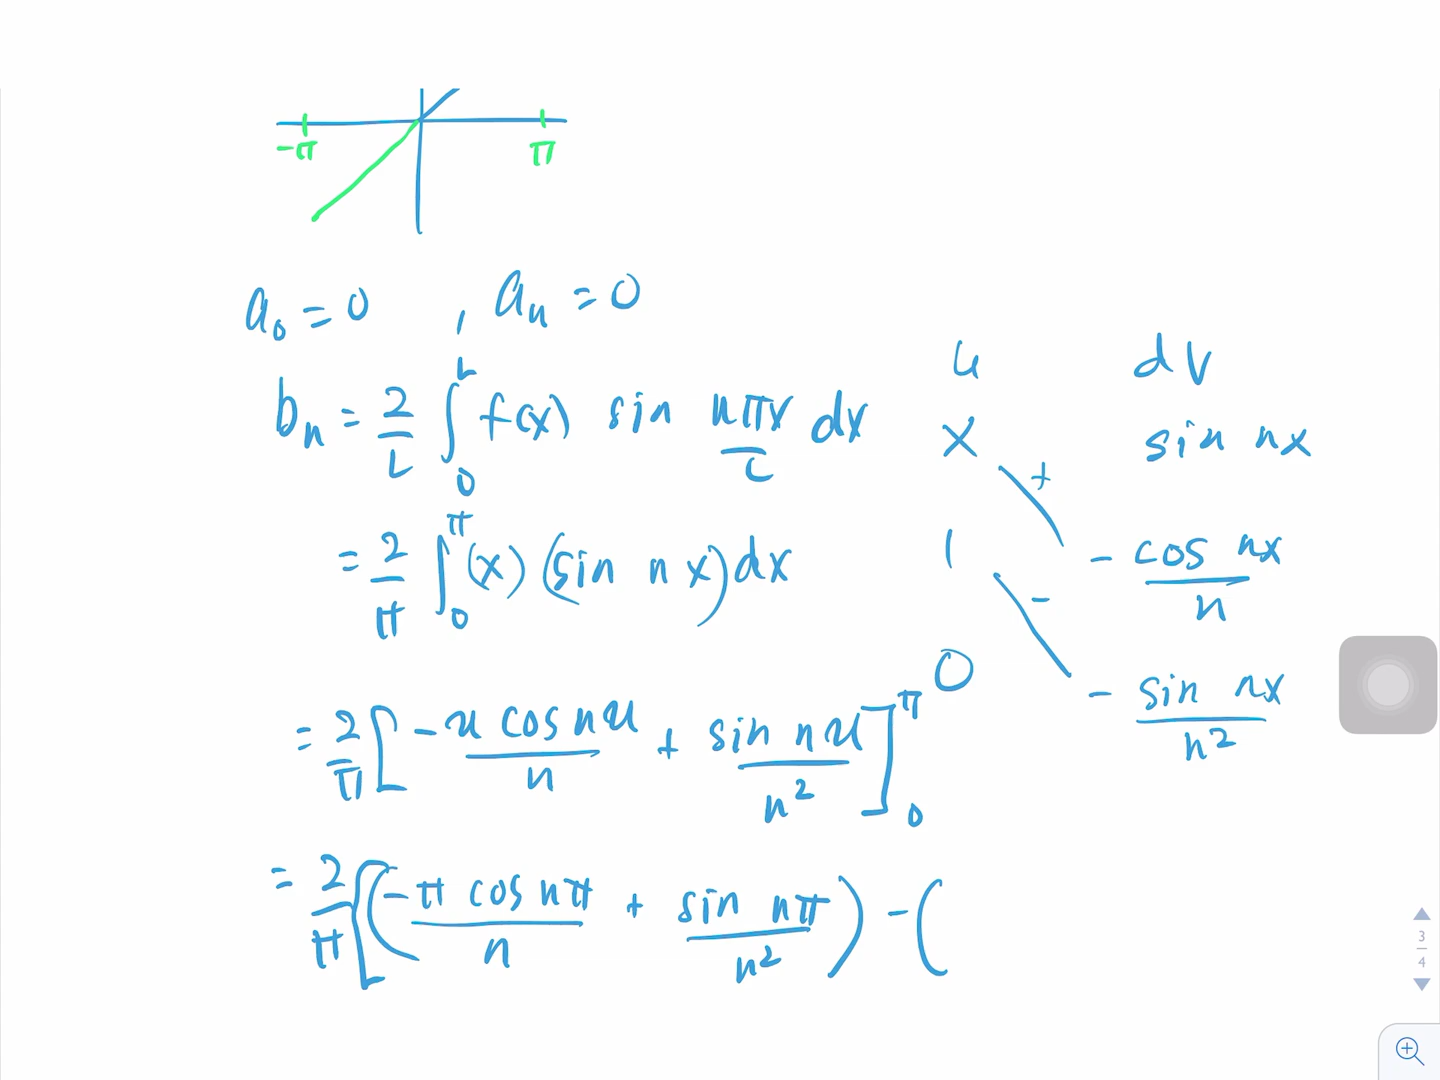 -π π
a₀ = 0 , aₙ = 0
u dv
bₙ = 2/L ∫₀ᴸ f(x) sin nπx/L dx
x sin nx
+
= 2/π ∫₀^π (x) (sin nx) dx
1 - cos nx/n
-
0
- sin nx/n²
= 2/π [ - x cos nx/n + sin nx/n² ]₀^π
= 2/π [ ( -π cos nπ/n + sin nπ/n² ) - (
3/4